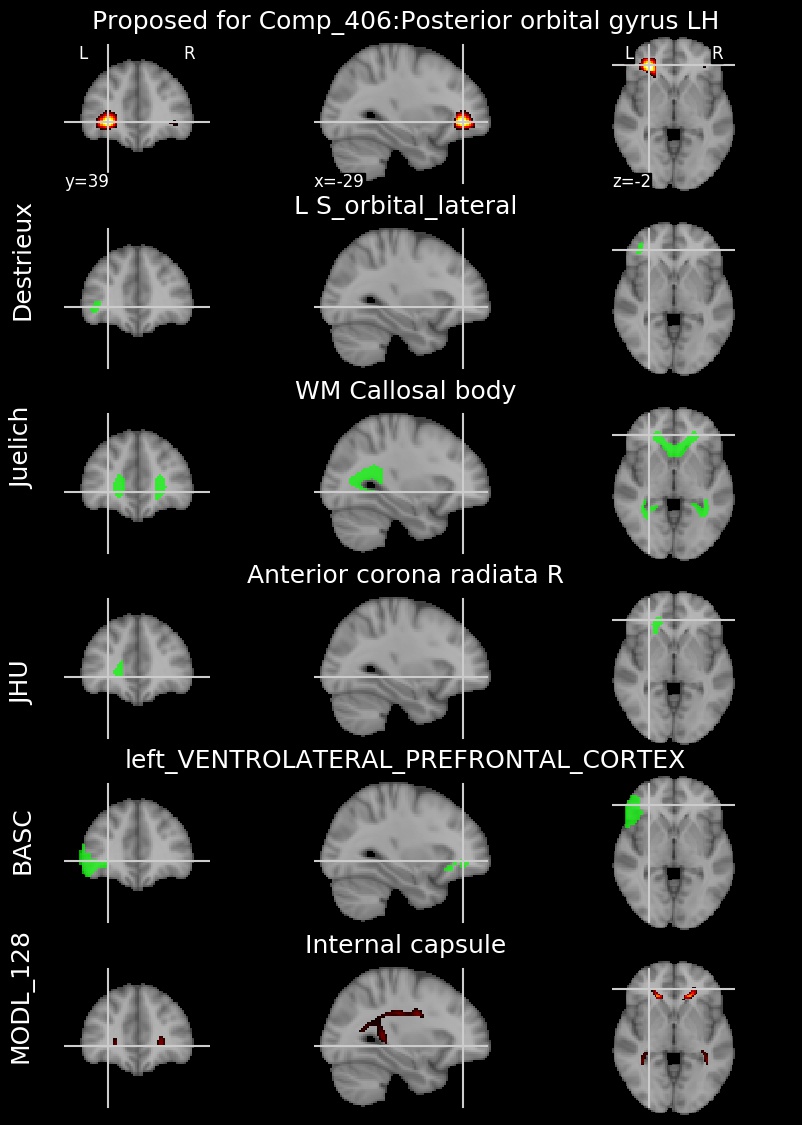 Proposed for Comp_406:Posterior orbital gyrus LH
L R
L R
y=39
x=-29
z=-2
Destrieux
L S_orbital_lateral
Juelich
WM Callosal body
JHU
Anterior corona radiata R
BASC
left_VENTROLATERAL_PREFRONTAL_CORTEX
MODL_128
Internal capsule